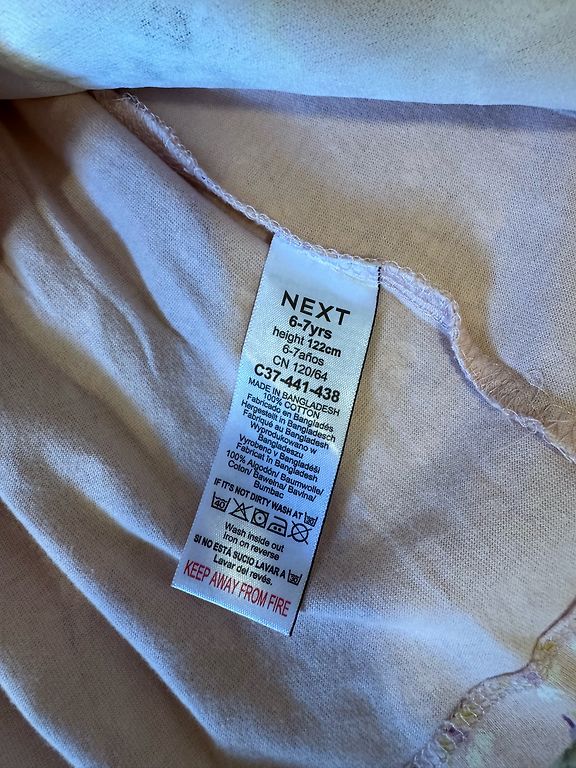 NEXT
6-7yrs
height 122cm
6-7años
CN 120/64
C37-441-438
MADE IN BANGLADESH
100% COTTON
Fabricado en Bangladés
Hergestellt in Bangladesch
Fabriqué au Bangladesh
Wyprodukowano w
Bangladeszu
Vyrobeno v Bangladéši
Fabricat în Bangladesh
100% Algodón/ Baumwolle/
Coton/ Bawełna/ Bavlna/
Bumbac
IF IT'S NOT DIRTY WASH AT 30
40
Wash inside out
Iron on reverse
SI NO ESTÁ SUCIO LAVAR A 30
Lavar del revés.
KEEP AWAY FROM FIRE